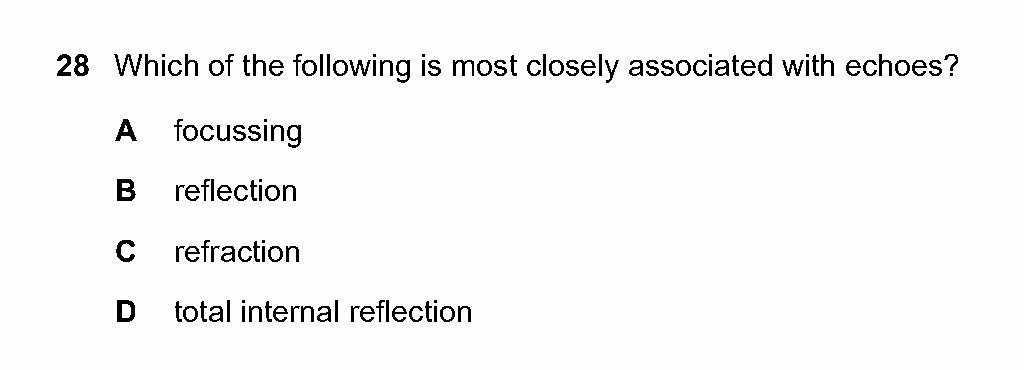 28 Which of the following is most closely associated with echoes?
A focussing
B reflection
C refraction
D total internal reflection